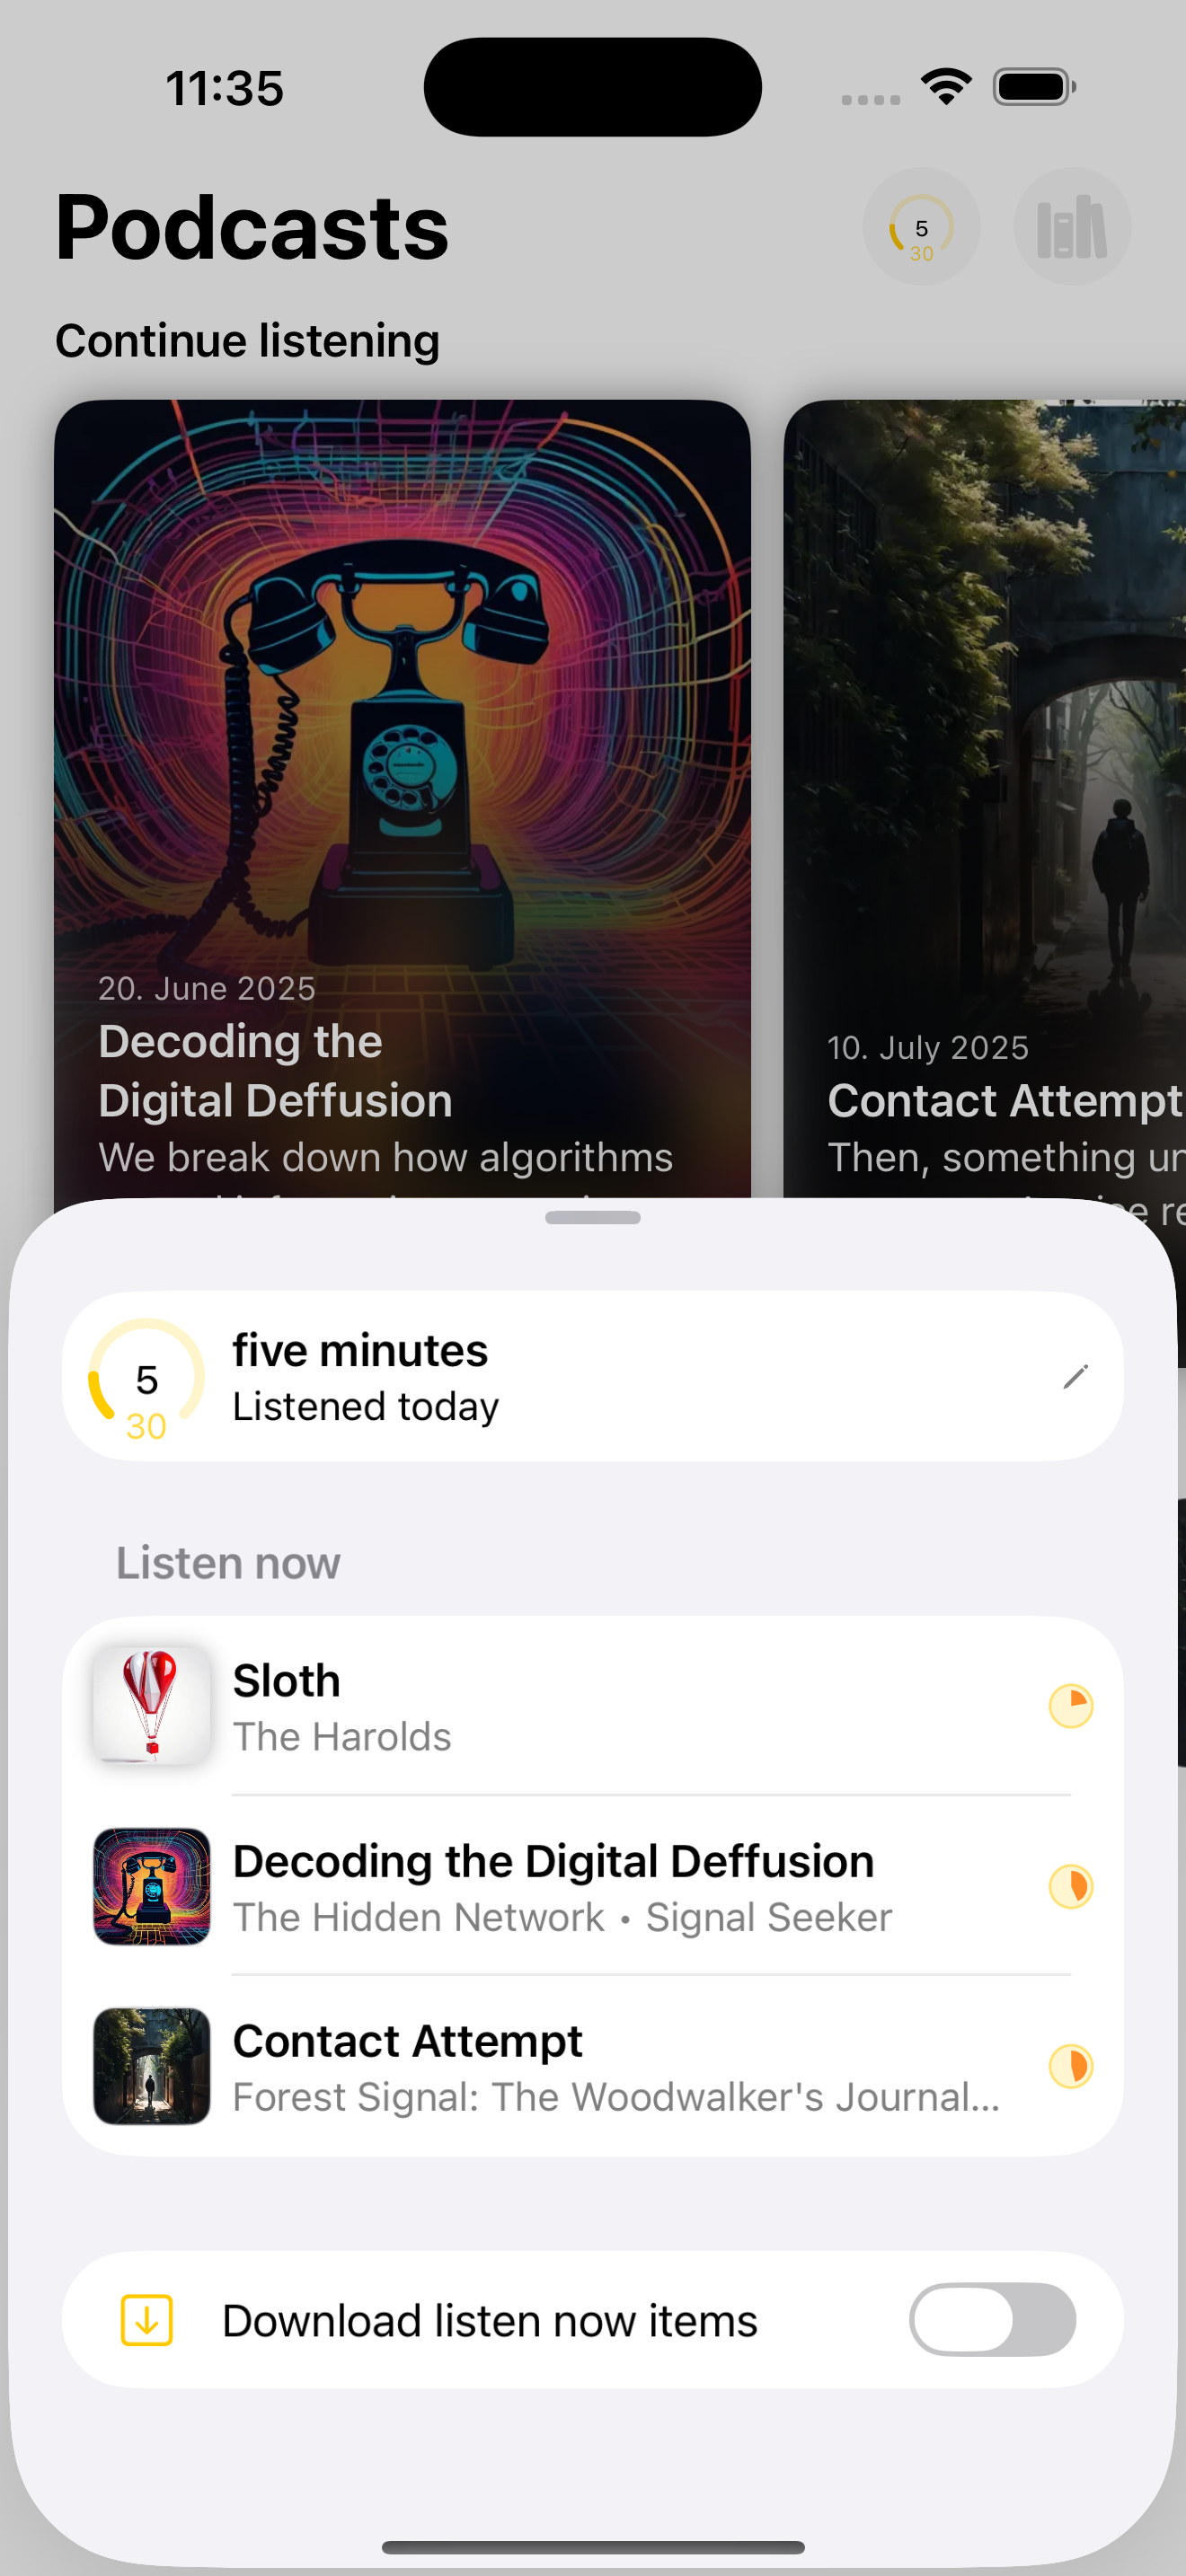 11:35
Podcasts
5
30
Continue listening
20. June 2025
Decoding the
Digital Deffusion
We break down how algorithms
10. July 2025
Contact Attempt
Then, something un
five minutes
Listened today
5
30
Listen now
Sloth
The Harolds
Decoding the Digital Deffusion
The Hidden Network • Signal Seeker
Contact Attempt
Forest Signal: The Woodwalker's Journal...
Download listen now items